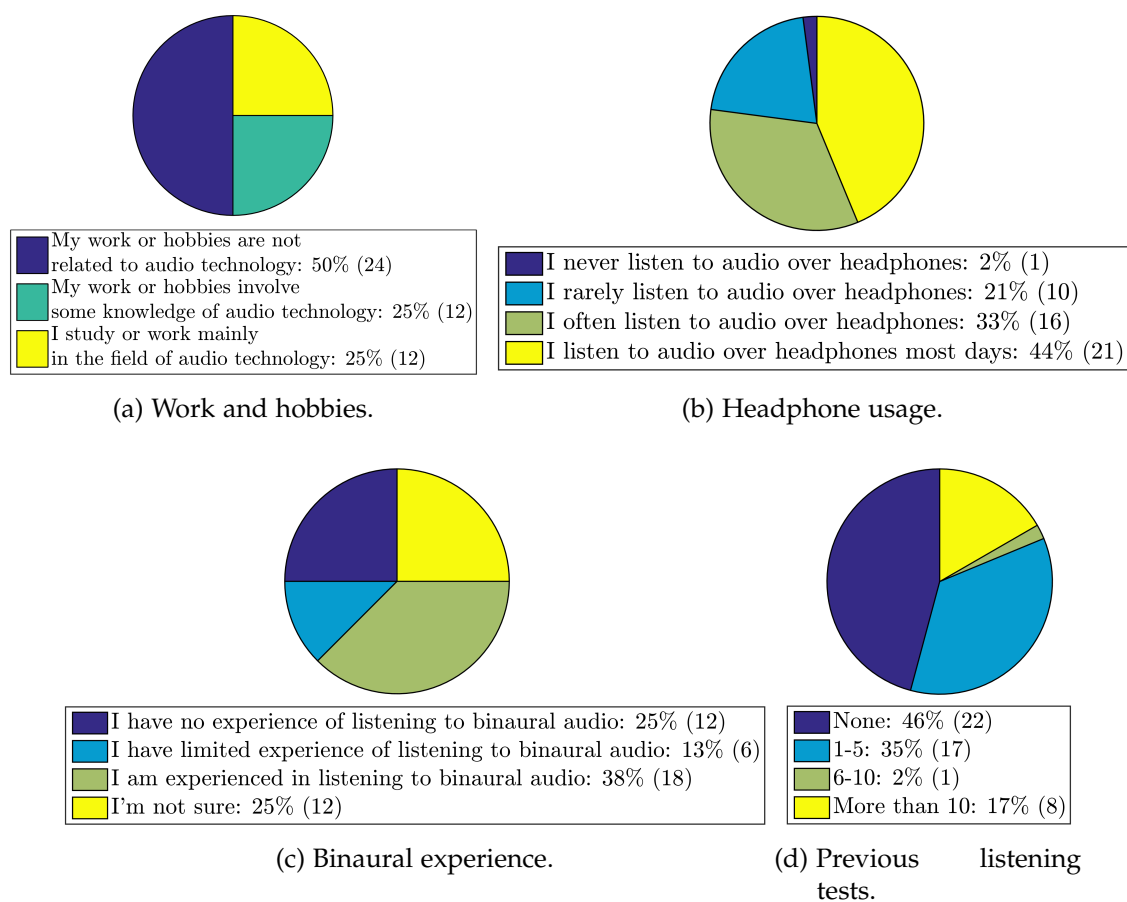 My work or hobbies are not
related to audio technology: 50% (24)
My work or hobbies involve
some knowledge of audio technology: 25% (12)
I study or work mainly
in the field of audio technology: 25% (12)
(a) Work and hobbies.
I never listen to audio over headphones: 2% (1)
I rarely listen to audio over headphones: 21% (10)
I often listen to audio over headphones: 33% (16)
I listen to audio over headphones most days: 44% (21)
(b) Headphone usage.
I have no experience of listening to binaural audio: 25% (12)
I have limited experience of listening to binaural audio: 13% (6)
I am experienced in listening to binaural audio: 38% (18)
I'm not sure: 25% (12)
(c) Binaural experience.
None: 46% (22)
1-5: 35% (17)
6-10: 2% (1)
More than 10: 17% (8)
(d) Previous listening
tests.